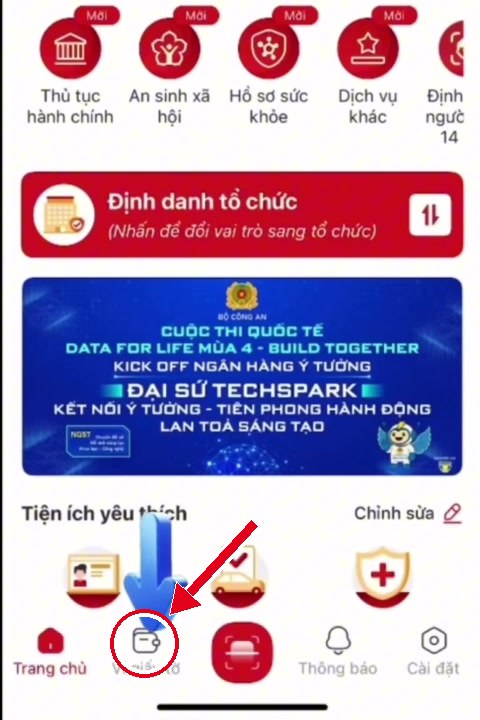 Mới Mới Mới Mới
Thủ tục
hành chính
An sinh xã
hội
Hồ sơ sức
khỏe
Dịch vụ
khác
Định
ngườ
14
Định danh tổ chức
(Nhấn để đổi vai trò sang tổ chức)
BỘ CÔNG AN
CUỘC THI QUỐC TẾ
DATA FOR LIFE MÙA 4 - BUILD TOGETHER
KICK OFF NGÂN HÀNG Ý TƯỞNG
ĐẠI SỨ TECHSPARK
KẾT NỐI Ý TƯỞNG - TIÊN PHONG HÀNH ĐỘNG
LAN TOẢ SÁNG TẠO
NQ57
Tiện ích yêu thích
Chỉnh sửa
Trang chủ
Ví giấy tờ
Thông báo
Cài đặt